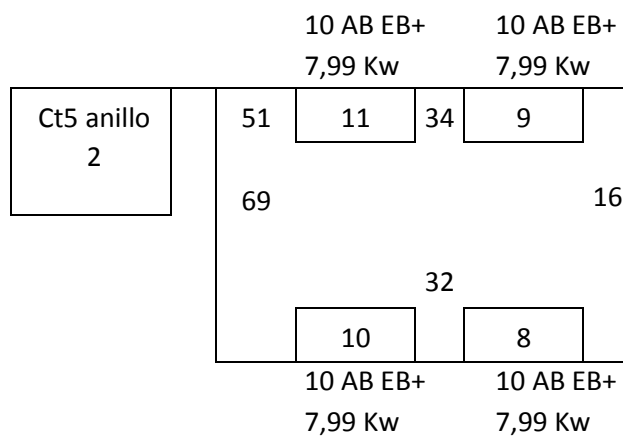 10 AB EB+ 10 AB EB+
7,99 Kw 7,99 Kw
Ct5 anillo 51 11 34 9
2
69 16
32
10 8
10 AB EB+ 10 AB EB+
7,99 Kw 7,99 Kw